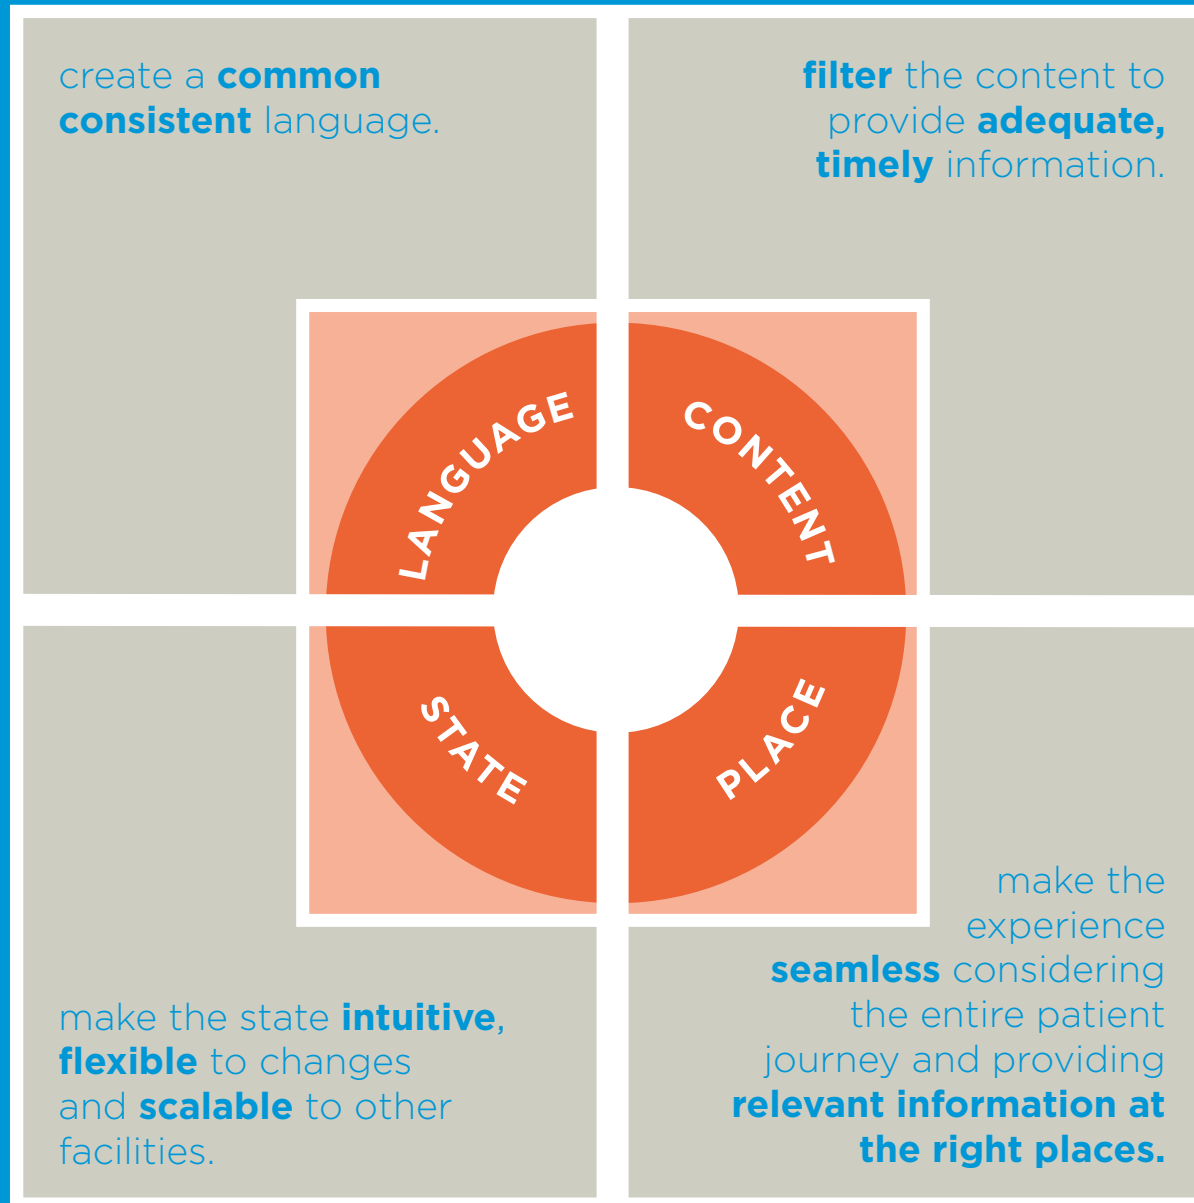 create a common
consistent language.
filter the content to
provide adequate,
timely information.
LANGUAGE
CONTENT
STATE
PLACE
make the state intuitive,
flexible to changes
and scalable to other
facilities.
make the
experience
seamless considering
the entire patient
journey and providing
relevant information at
the right places.